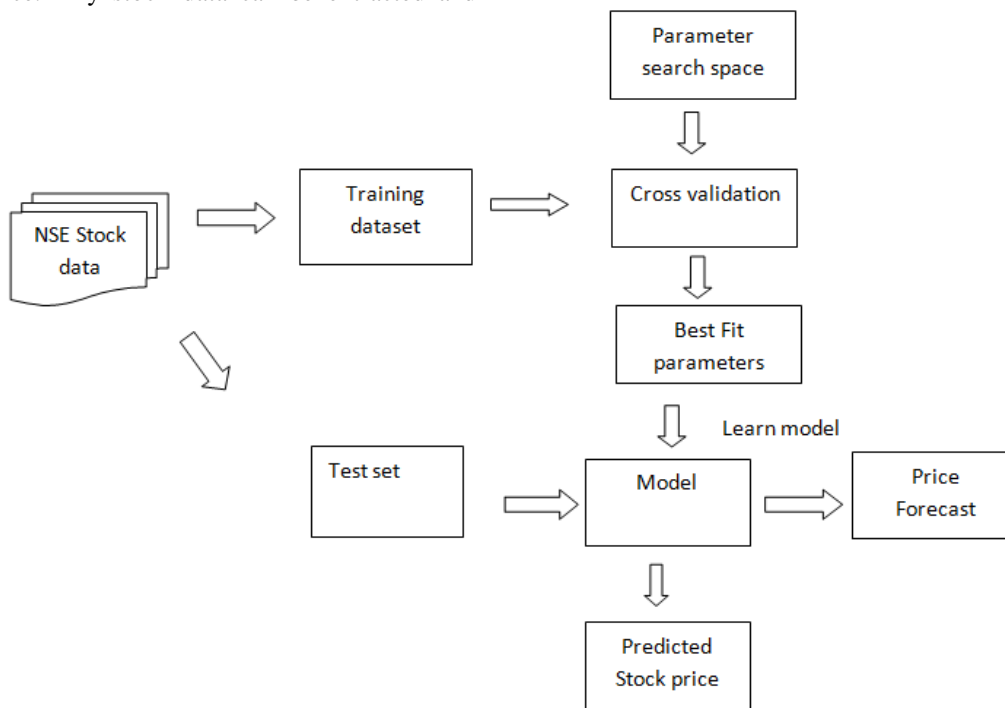 Parameter
search space
Training
dataset
Cross validation
NSE Stock
data
Best Fit
parameters
Learn model
Test set
Model
Price
Forecast
Predicted
Stock price